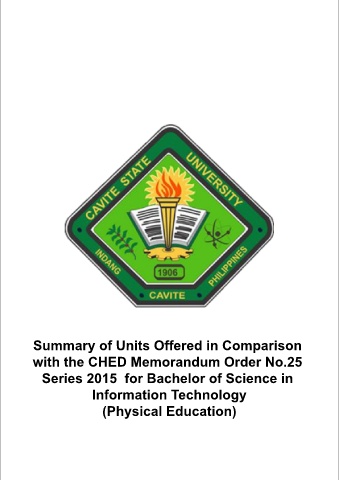 CAVITE STATE UNIVERSITY
INDANG
1906
PHILIPPINES
CAVITE
Summary of Units Offered in Comparison
with the CHED Memorandum Order No.25
Series 2015 for Bachelor of Science in
Information Technology
(Physical Education)